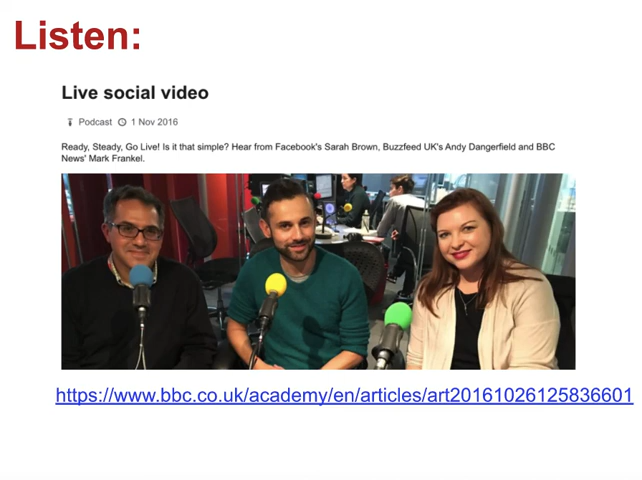 Listen:
Live social video
Podcast 1 Nov 2016
Ready, Steady, Go Live! Is it that simple? Hear from Facebook's Sarah Brown, Buzzfeed UK's Andy Dangerfield and BBC
News' Mark Frankel.
https://www.bbc.co.uk/academy/en/articles/art20161026125836601